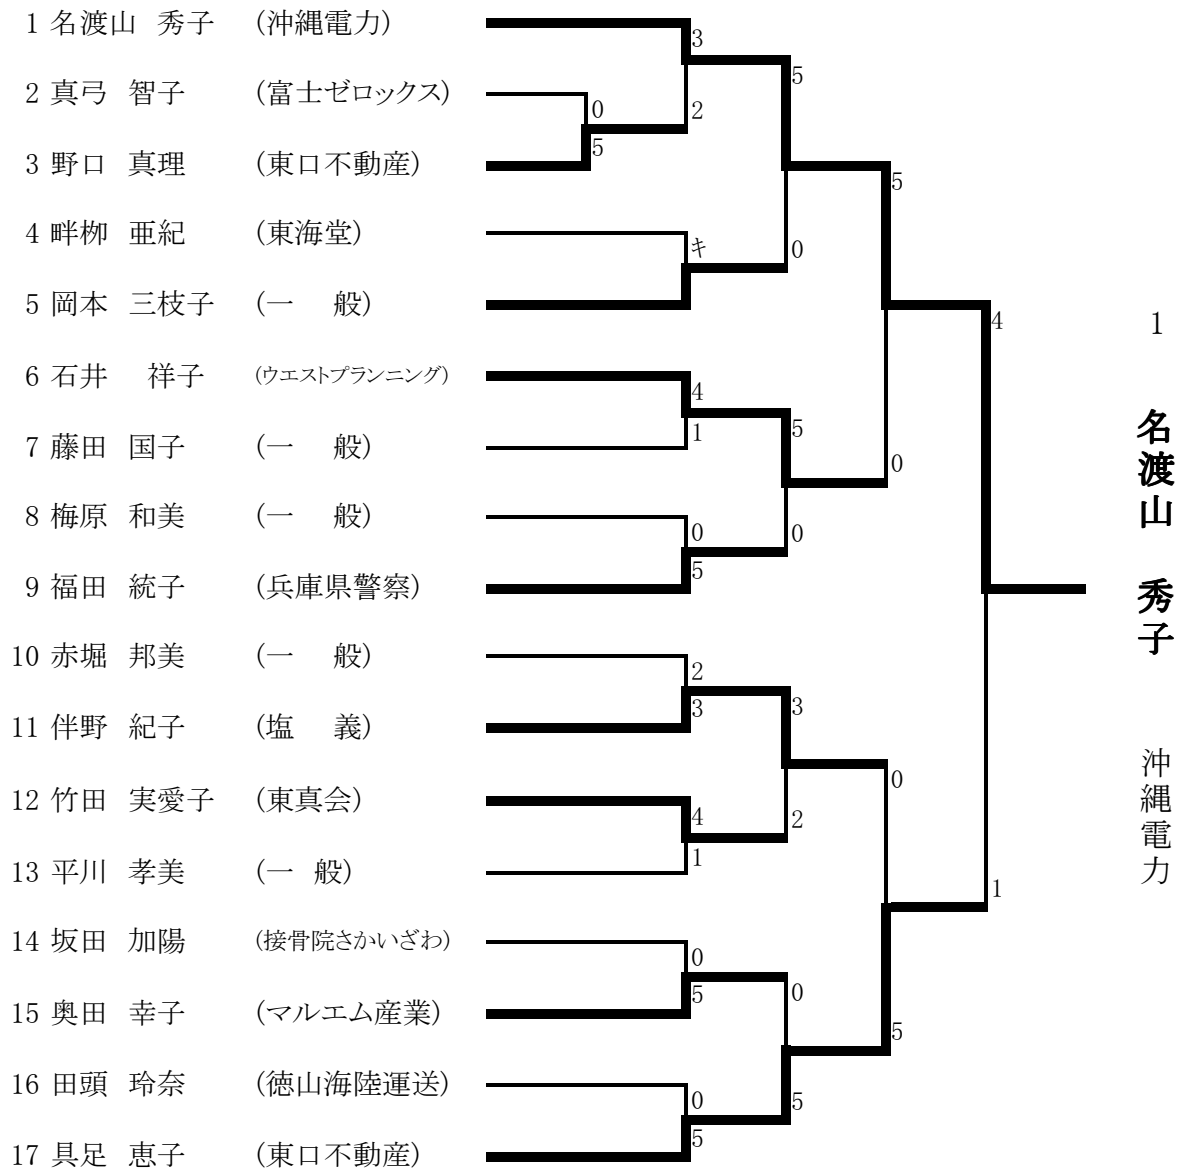 1 名渡山 秀子 (沖縄電力)
2 真弓 智子 (富士ゼロックス)
3 野口 真理 (東口不動産)
4 畔栁 亜紀 (東海堂)
5 岡本 三枝子 (一 般)
6 石井 祥子 (ウエストプランニング)
7 藤田 国子 (一 般)
8 梅原 和美 (一 般)
9 福田 統子 (兵庫県警察)
10 赤堀 邦美 (一 般)
11 伴野 紀子 (塩 義)
12 竹田 実愛子 (東真会)
13 平川 孝美 (一 般)
14 坂田 加陽 (接骨院さかいざわ)
15 奥田 幸子 (マルエム産業)
16 田頭 玲奈 (徳山海陸運送)
17 具足 恵子 (東口不動産)
0
5
3
2
キ
4
1
0
5
2
3
4
1
0
5
0
5
5
0
5
0
3
2
0
5
5
0
0
5
4
1
1
名渡山 秀子
沖縄電力